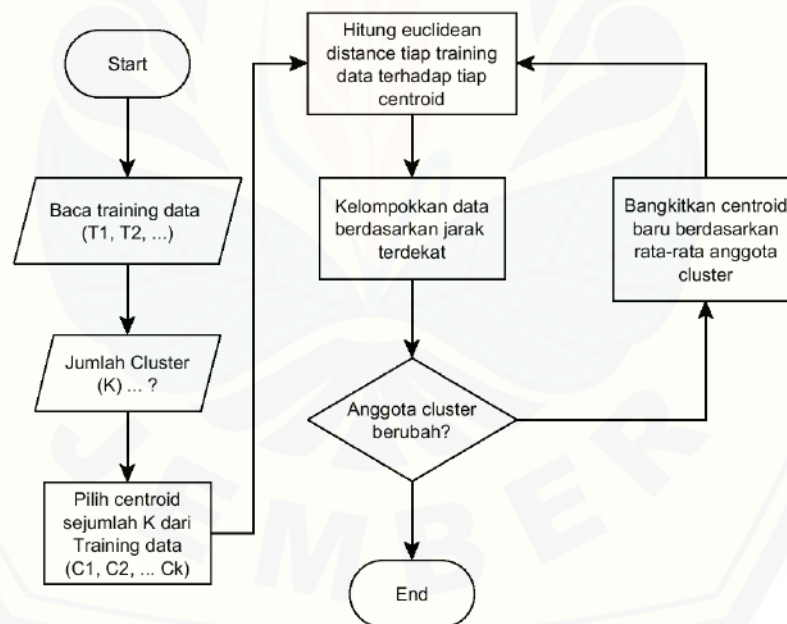 Start
Baca training data
(T1, T2, ...)
Jumlah Cluster
(K) ... ?
Pilih centroid
sejumlah K dari
Training data
(C1, C2, ... Ck)
Hitung euclidean
distance tiap training
data terhadap tiap
centroid
Kelompokkan data
berdasarkan jarak
terdekat
Anggota cluster
berubah?
End
Bangkitkan centroid
baru berdasarkan
rata-rata anggota
cluster
JEMBER